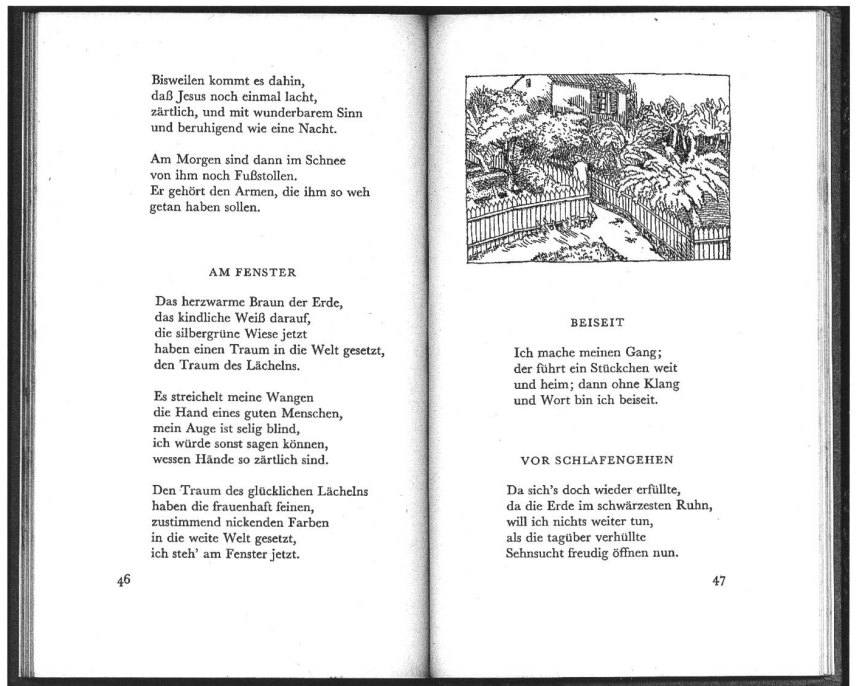 Bisweilen kommt es dahin,
daß Jesus noch einmal lacht,
zärtlich, und mit wunderbarem Sinn
und beruhigend wie eine Nacht.
Am Morgen sind dann im Schnee
von ihm noch Fußstollen.
Er gehört den Armen, die ihm so weh
getan haben sollen.
AM FENSTER
Das herzwarme Braun der Erde,
das kindliche Weiß darauf,
die silbergrüne Wiese jetzt
haben einen Traum in die Welt gesetzt,
den Traum des Lächelns.
Es streichelt meine Wangen
die Hand eines guten Menschen,
mein Auge ist selig blind,
ich würde sonst sagen können,
wessen Hände so zärtlich sind.
Den Traum des glücklichen Lächelns
haben die frauenhaft feinen,
zustimmend nickenden Farben
in die weite Welt gesetzt,
ich steh' am Fenster jetzt.
46
BEISEIT
Ich mache meinen Gang;
der führt ein Stückchen weit
und heim; dann ohne Klang
und Wort bin ich beiseit.
VOR SCHLAFENGEHEN
Da sich's doch wieder erfüllte,
da die Erde im schwärzesten Ruhn,
will ich nichts weiter tun,
als die tagüber verhüllte
Sehnsucht freudig öffnen nun.
47